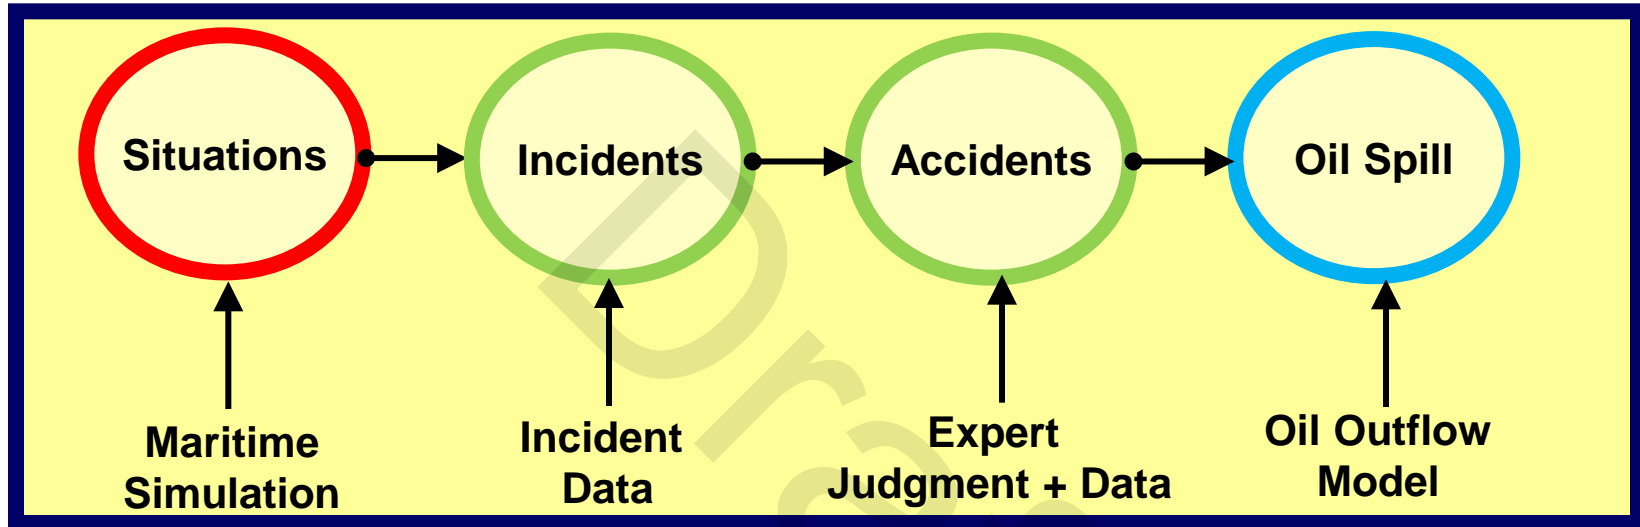 Situations
Incidents
Accidents
Oil Spill
Maritime
Simulation
Incident
Data
Expert
Judgment + Data
Oil Outflow
Model